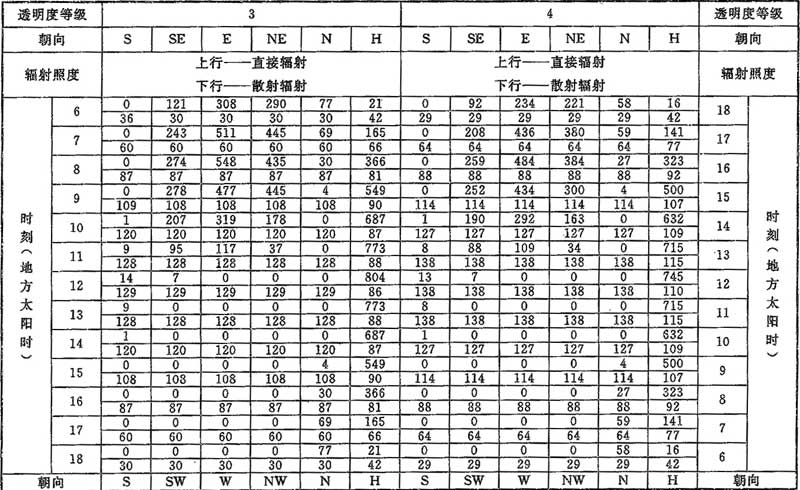 透明度等级 3 4 透明度等级
朝向 S SE E NE N H S SE E NE N H 朝向
辐射照度 上行——直接辐射 上行——直接辐射 辐射照度
下行——散射辐射 下行——散射辐射
时刻(地方太阳时) 时刻(地方太阳时)
6 0 121 308 290 77 21 0 92 234 221 58 16 18
36 30 30 30 30 42 29 29 29 29 29 42
7 0 243 511 445 69 165 0 208 436 380 59 141 17
60 60 60 60 60 66 64 64 64 64 64 77
8 0 274 548 435 30 366 0 259 484 384 27 323 16
87 87 87 87 87 81 88 88 88 88 88 92
9 0 278 477 445 4 549 0 252 434 300 4 500 15
109 108 108 108 108 90 114 114 114 114 114 107
10 1 207 319 178 0 687 1 190 292 163 0 632 14
120 120 120 120 120 87 127 127 127 127 127 109
11 9 95 117 37 0 773 8 88 109 34 0 715 13
128 128 128 128 128 88 138 138 138 138 138 115
12 14 7 0 0 0 804 13 7 0 0 0 745 12
129 129 129 129 129 86 138 138 138 138 138 110
13 9 0 0 0 0 773 8 0 0 0 0 715 11
128 128 128 128 128 88 138 138 138 138 138 115
14 1 0 0 0 0 687 1 0 0 0 0 632 10
120 120 120 120 120 87 127 127 127 127 127 109
15 0 0 0 0 4 549 0 0 0 0 4 500 9
108 108 108 108 108 90 114 114 114 114 114 107
16 0 0 0 0 30 366 0 0 0 0 27 323 8
87 87 87 87 87 81 88 88 88 88 88 92
17 0 0 0 0 69 165 0 0 0 0 59 141 7
60 60 60 60 60 66 64 64 64 64 64 77
18 0 0 0 0 77 21 0 0 0 0 58 16 6
30 30 30 30 30 42 29 29 29 29 29 42
朝向 S SW W NW N H S SW W NW N H 朝向